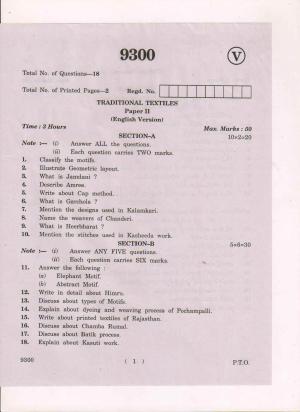 9300
V
Total No. of Questions—18
Total No. of Printed Pages—2 Regd. No.
TRADITIONAL TEXTILES
Paper II
(English Version)
Time : 3 Hours Max. Marks : 50
SECTION-A 10×2=20
Note :— (i) Answer ALL the questions.
(ii) Each question carries TWO marks.
1. Classify the motifs.
2. Illustrate Geometric layout.
3. What is Jamdani ?
4. Describe Amree.
5. Write about Cap method.
6. What is Garchola ?
7. Mention the designs used in Kalamkari.
8. Name the weavers of Chanderi.
9. What is Heerbharat ?
10. Mention the stitches used in Kasheeda work.
SECTION-B 5×6=30
Note :— (i) Answer ANY FIVE questions.
(ii) Each question carries SIX marks.
11. Answer the following :
(a) Elephant Motif.
(b) Abstract Motif.
12. Write in detail about Himru.
13. Discuss about types of Motifs.
14. Explain about dyeing and weaving process of Pochampalli.
15. Write about printed textiles of Rajasthan.
16. Discuss about Chamba Rumal.
17. Discuss about Batik process.
18. Explain about Kasuti work.
9300 ( 1 ) P.T.O.